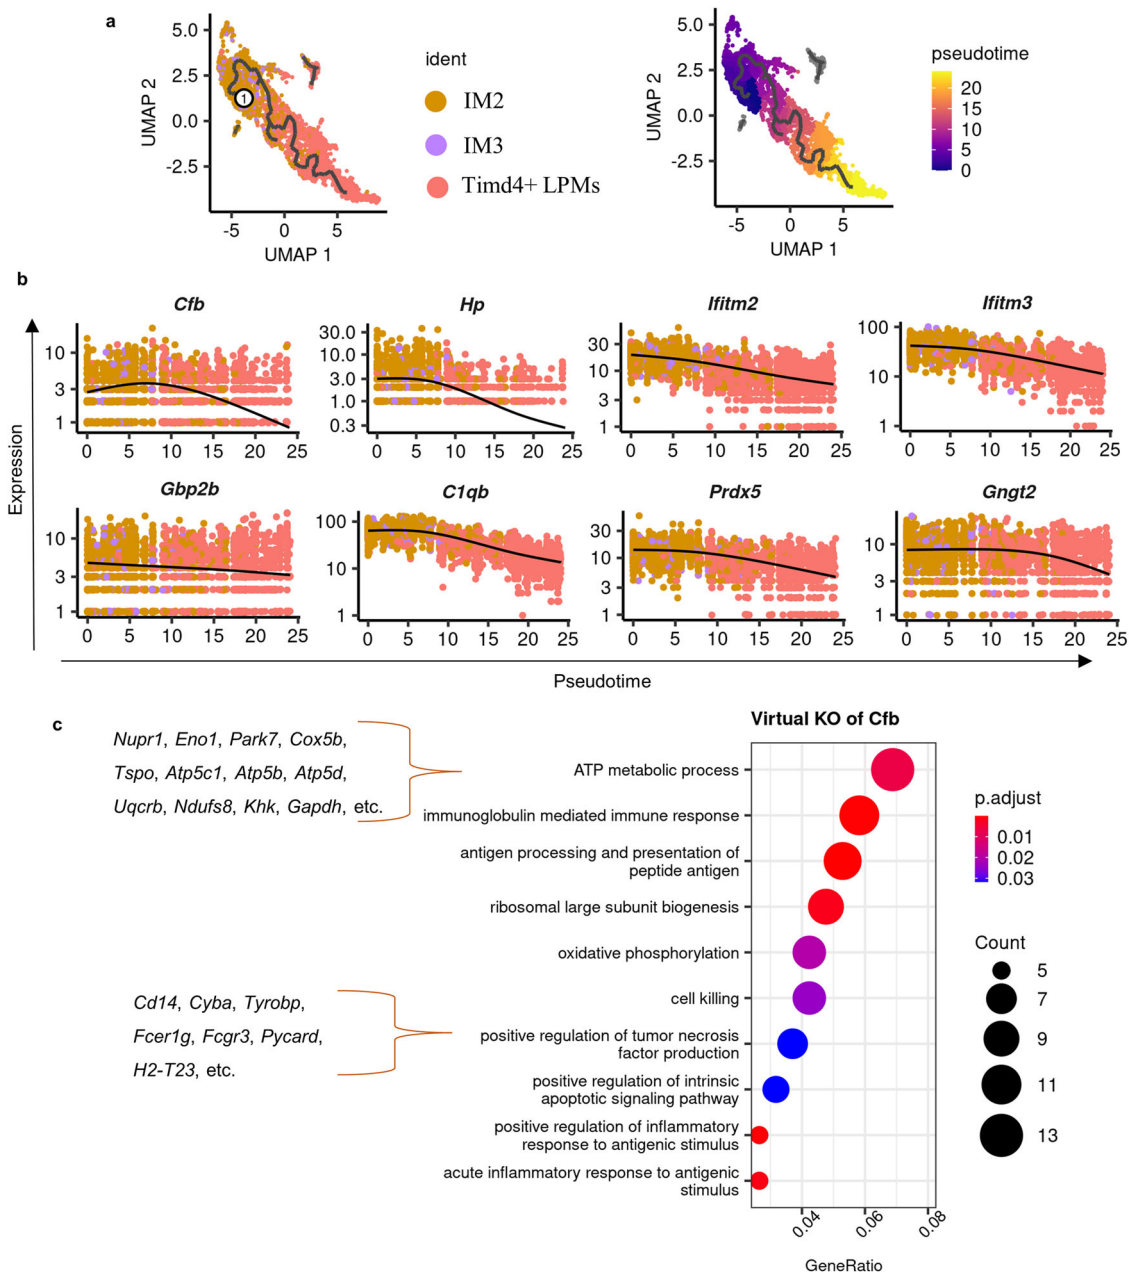 a
5.0
2.5
0.0
-2.5
UMAP 2
-5 0 5
UMAP 1
1
ident
IM2
IM3
Timd4+ LPMs
5.0
2.5
0.0
-2.5
UMAP 2
-5 0 5
UMAP 1
pseudotime
20
15
10
5
0
b
Expression
Cfb
10
3
1
0 5 10 15 20 25
Hp
30.0
10.0
3.0
1.0
0.3
0 5 10 15 20 25
Ifitm2
30
10
3
1
0 5 10 15 20 25
Ifitm3
100
10
1
0 5 10 15 20 25
Gbp2b
10
3
1
0 5 10 15 20 25
C1qb
100
10
1
0 5 10 15 20 25
Prdx5
30
10
3
1
0 5 10 15 20 25
Gngt2
10
3
1
0 5 10 15 20 25
Pseudotime
c
Nupr1, Eno1, Park7, Cox5b,
Tspo, Atp5c1, Atp5b, Atp5d,
Uqcrb, Ndufs8, Khk, Gapdh, etc.
Cd14, Cyba, Tyrobp,
Fcer1g, Fcgr3, Pycard,
H2-T23, etc.
Virtual KO of Cfb
ATP metabolic process
immunoglobulin mediated immune response
antigen processing and presentation of
peptide antigen
ribosomal large subunit biogenesis
oxidative phosphorylation
cell killing
positive regulation of tumor necrosis
factor production
positive regulation of intrinsic
apoptotic signaling pathway
positive regulation of inflammatory
response to antigenic stimulus
acute inflammatory response to antigenic
stimulus
0.04 0.06 0.08
GeneRatio
p.adjust
0.01
0.02
0.03
Count
5
7
9
11
13